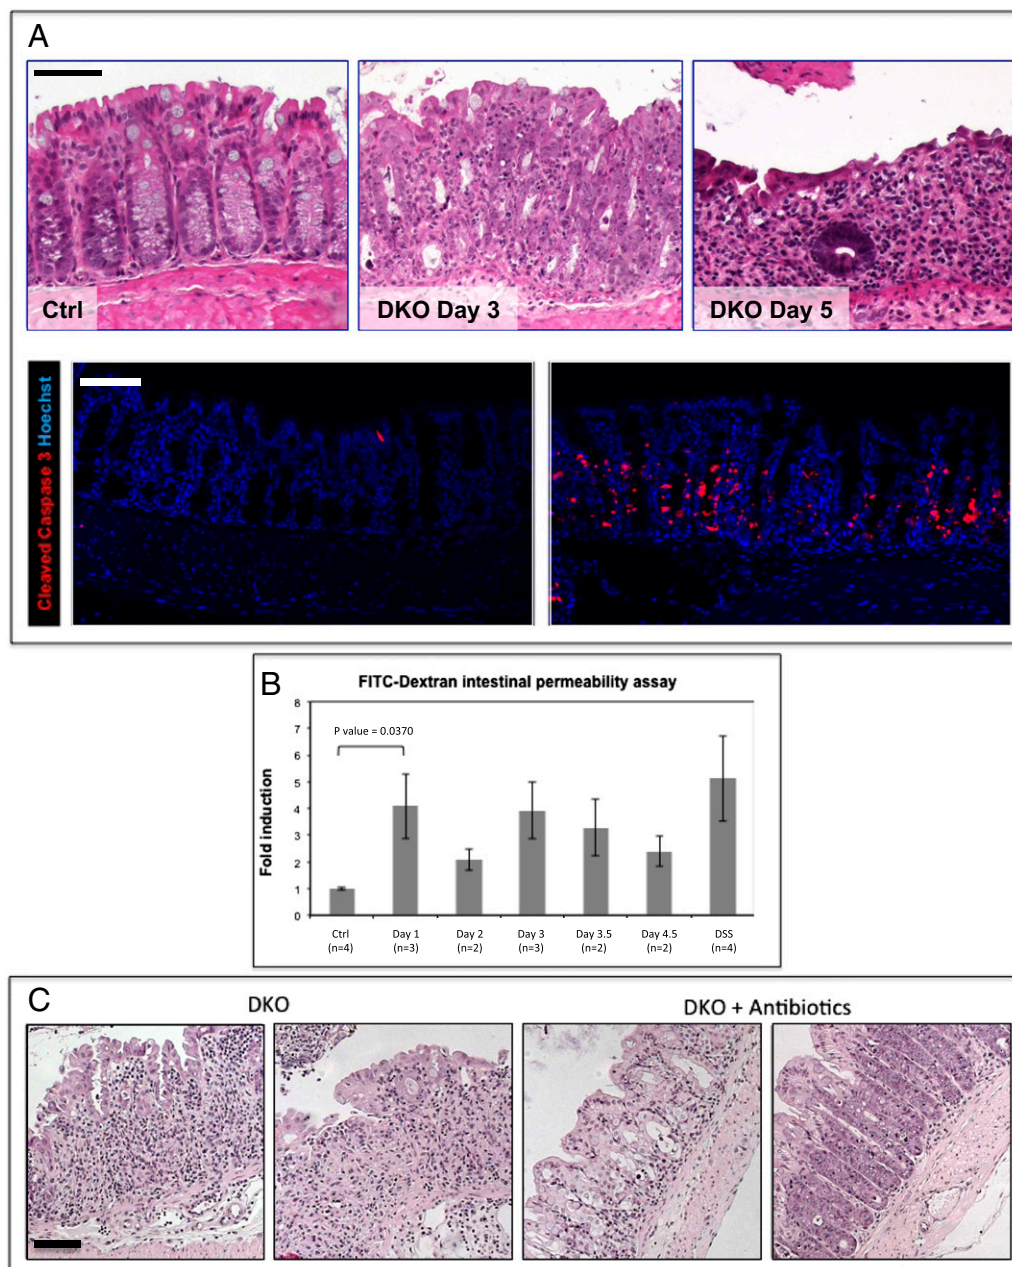 A
Ctrl
DKO Day 3
DKO Day 5
Cleaved Caspase 3 Hoechst
B
FITC-Dextran intestinal permeability assay
P value = 0.0370
Fold induction
8
7
6
5
4
3
2
1
0
Ctrl Day 1 Day 2 Day 3 Day 3.5 Day 4.5 DSS
(n=4) (n=3) (n=2) (n=3) (n=2) (n=2) (n=4)
C
DKO
DKO + Antibiotics